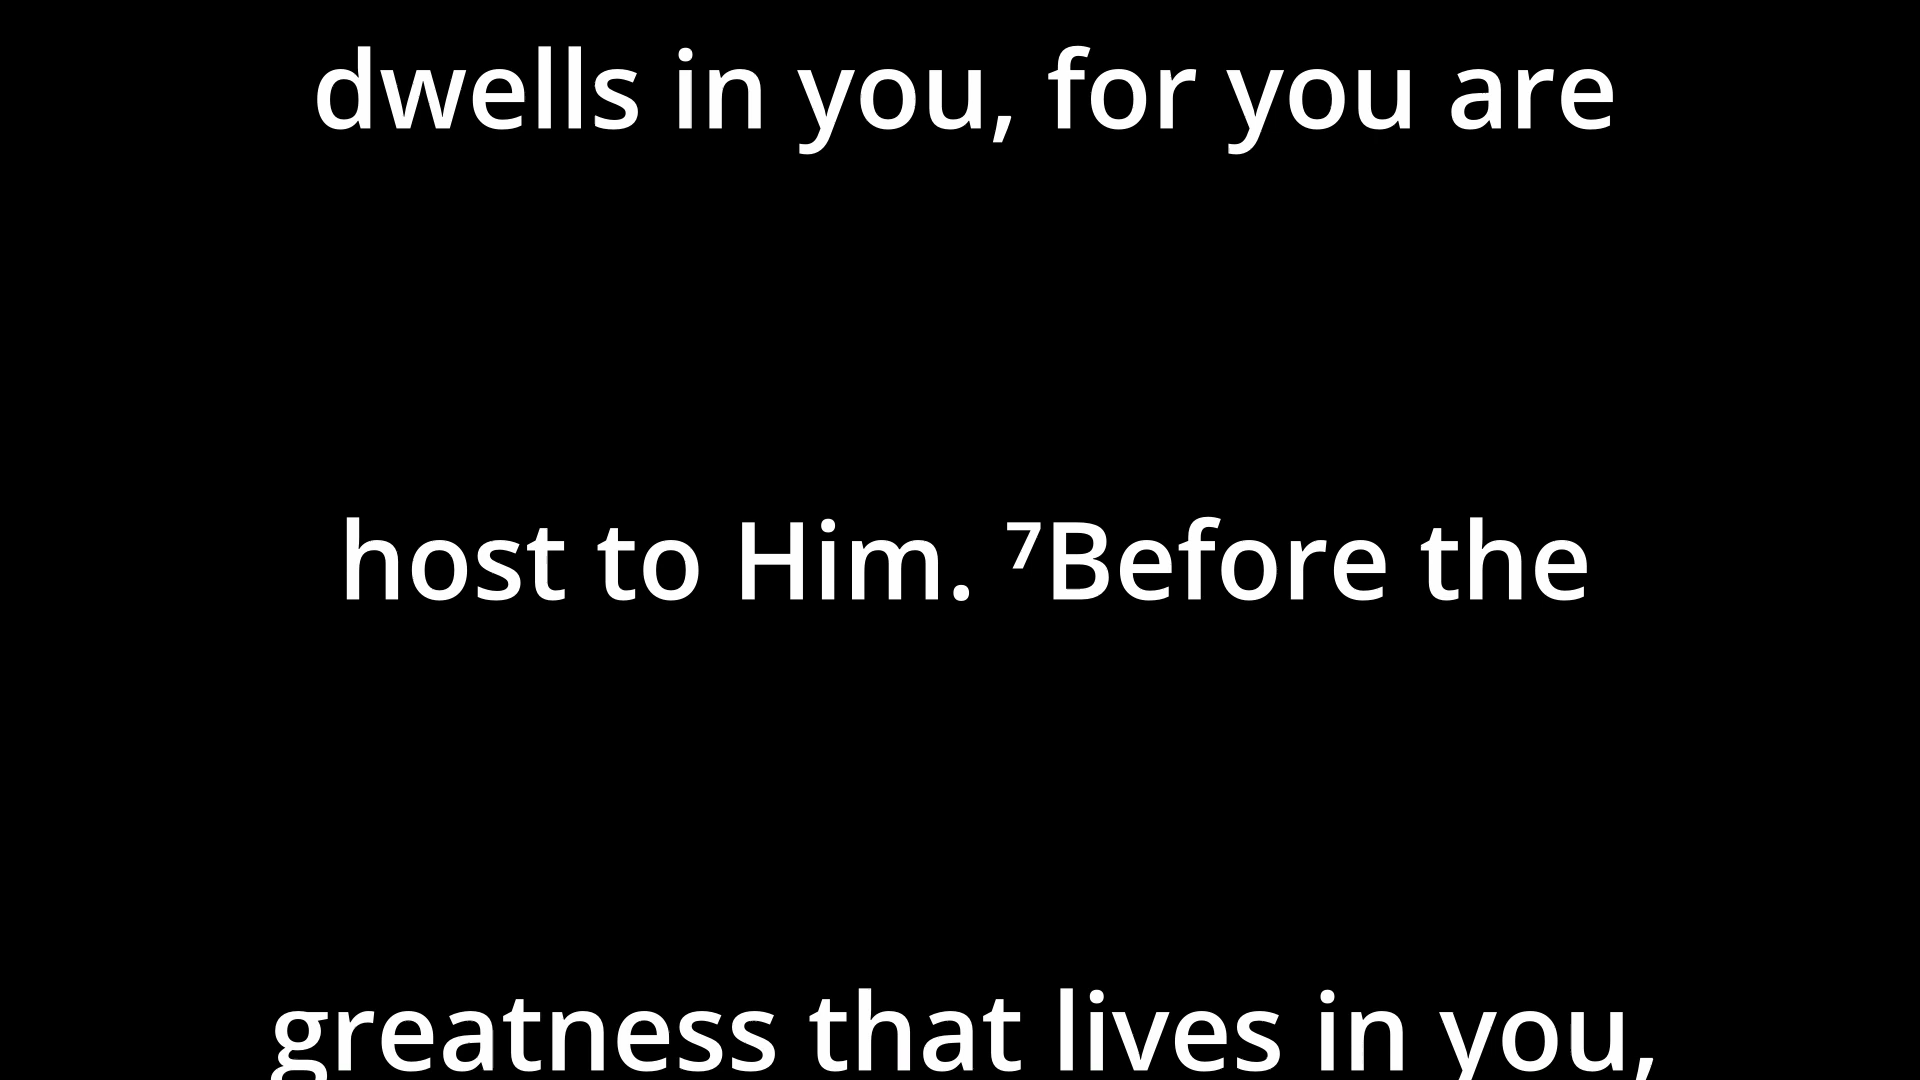 dwells in you, for you are
host to Him. ⁷Before the
greatness that lives in you,